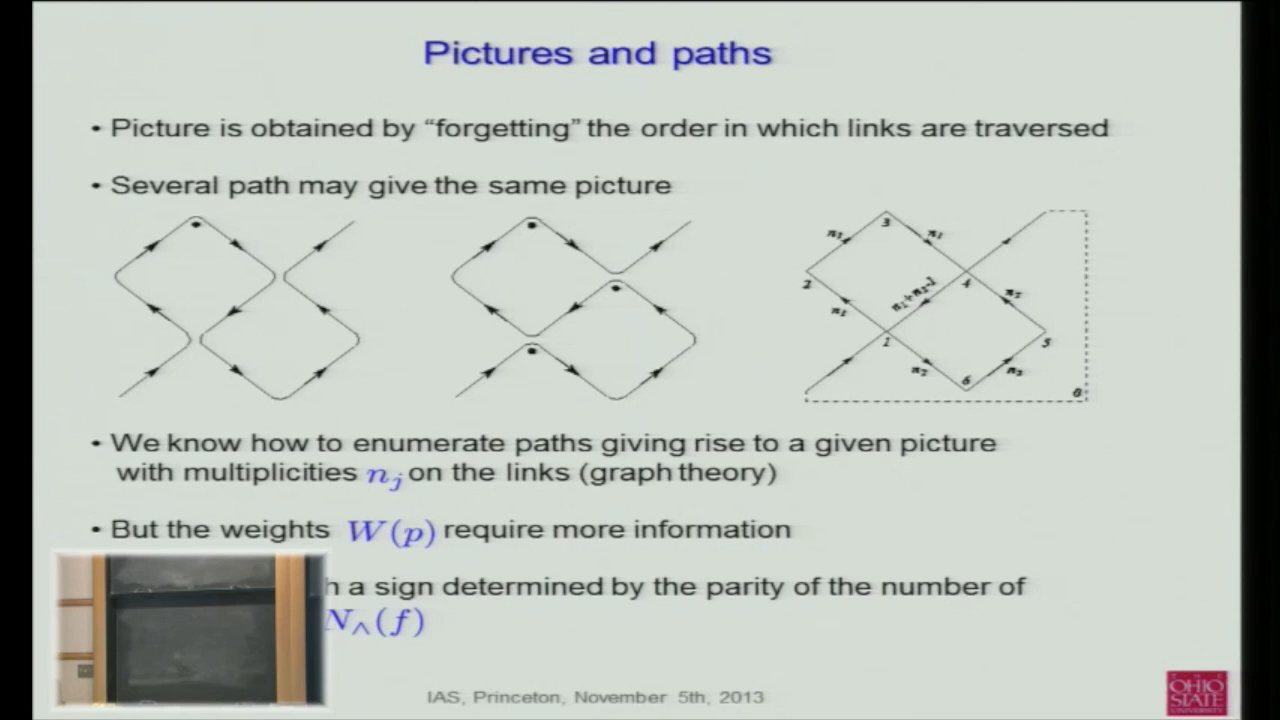 Pictures and paths
• Picture is obtained by “forgetting” the order in which links are traversed
• Several path may give the same picture
n₁ 3 n₁
2 n₁+n₂-1 4 n₂
n₁ 1 5
n₂ 6 n₂ 0
• We know how to enumerate paths giving rise to a given picture
with multiplicities nⱼ on the links (graph theory)
• But the weights W(p) require more information
h a sign determined by the parity of the number of
N∧(f)
IAS, Princeton, November 5th, 2013
OHIO
STATE
UNIVERSITY